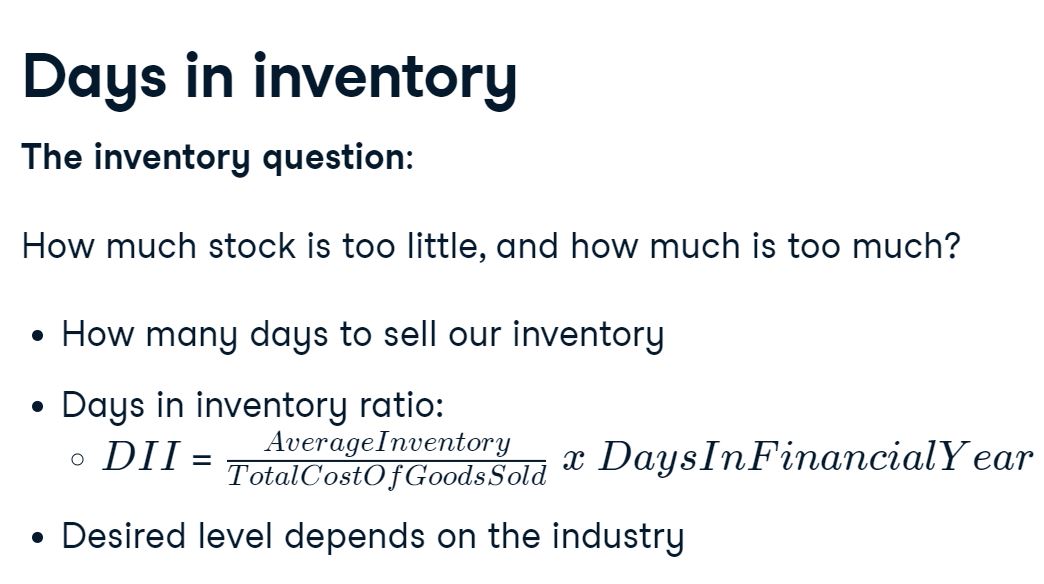 Days in inventory
The inventory question:
How much stock is too little, and how much is too much?
• How many days to sell our inventory
• Days in inventory ratio:
◦ DII = AverageInventory / TotalCostOfGoodsSold x DaysInFinancialYear
• Desired level depends on the industry